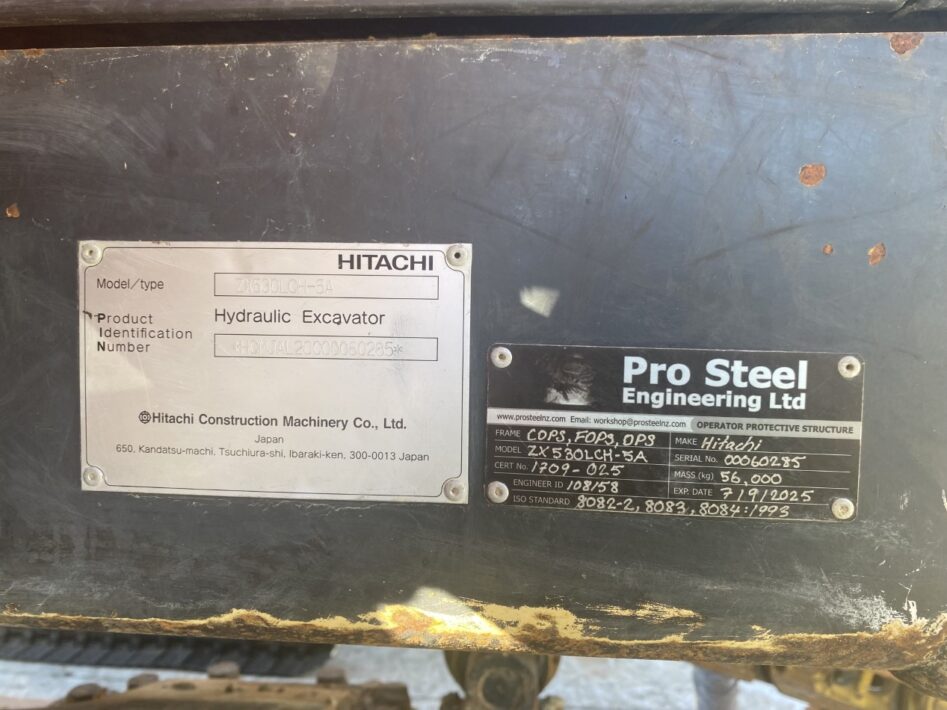 HITACHI
Model/type ZX530LCH-5A
Product Identification Number
Hydraulic Excavator
Hitachi Construction Machinery Co., Ltd.
Japan
650, Kandatsu-machi, Tsuchiura-shi, Ibaraki-ken, 300-0013 Japan
Pro Steel
Engineering Ltd
www.prosteelnz.com Email: workshop@prosteelnz.com OPERATOR PROTECTIVE STRUCTURE
FRAME COPS, FOPS, OPS
MODEL ZX530LCH-5A
CERT No. 1709-025
ENGINEER ID 108158
MAKE Hitachi
SERIAL No. 00060285
MASS (kg) 56,000
EXP. DATE 7/9/2025
ISO STANDARD 8082-2, 8083, 8084:1993